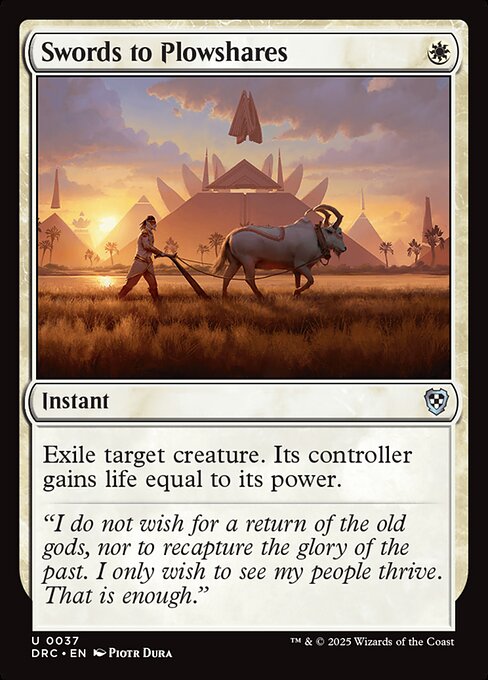 Swords to Plowshares
Instant
Exile target creature. Its controller
gains life equal to its power.
“I do not wish for a return of the old
gods, nor to recapture the glory of the
past. I only wish to see my people thrive.
That is enough.”
U 0037
DRC • EN Piotr Dura
™ & © 2025 Wizards of the Coast